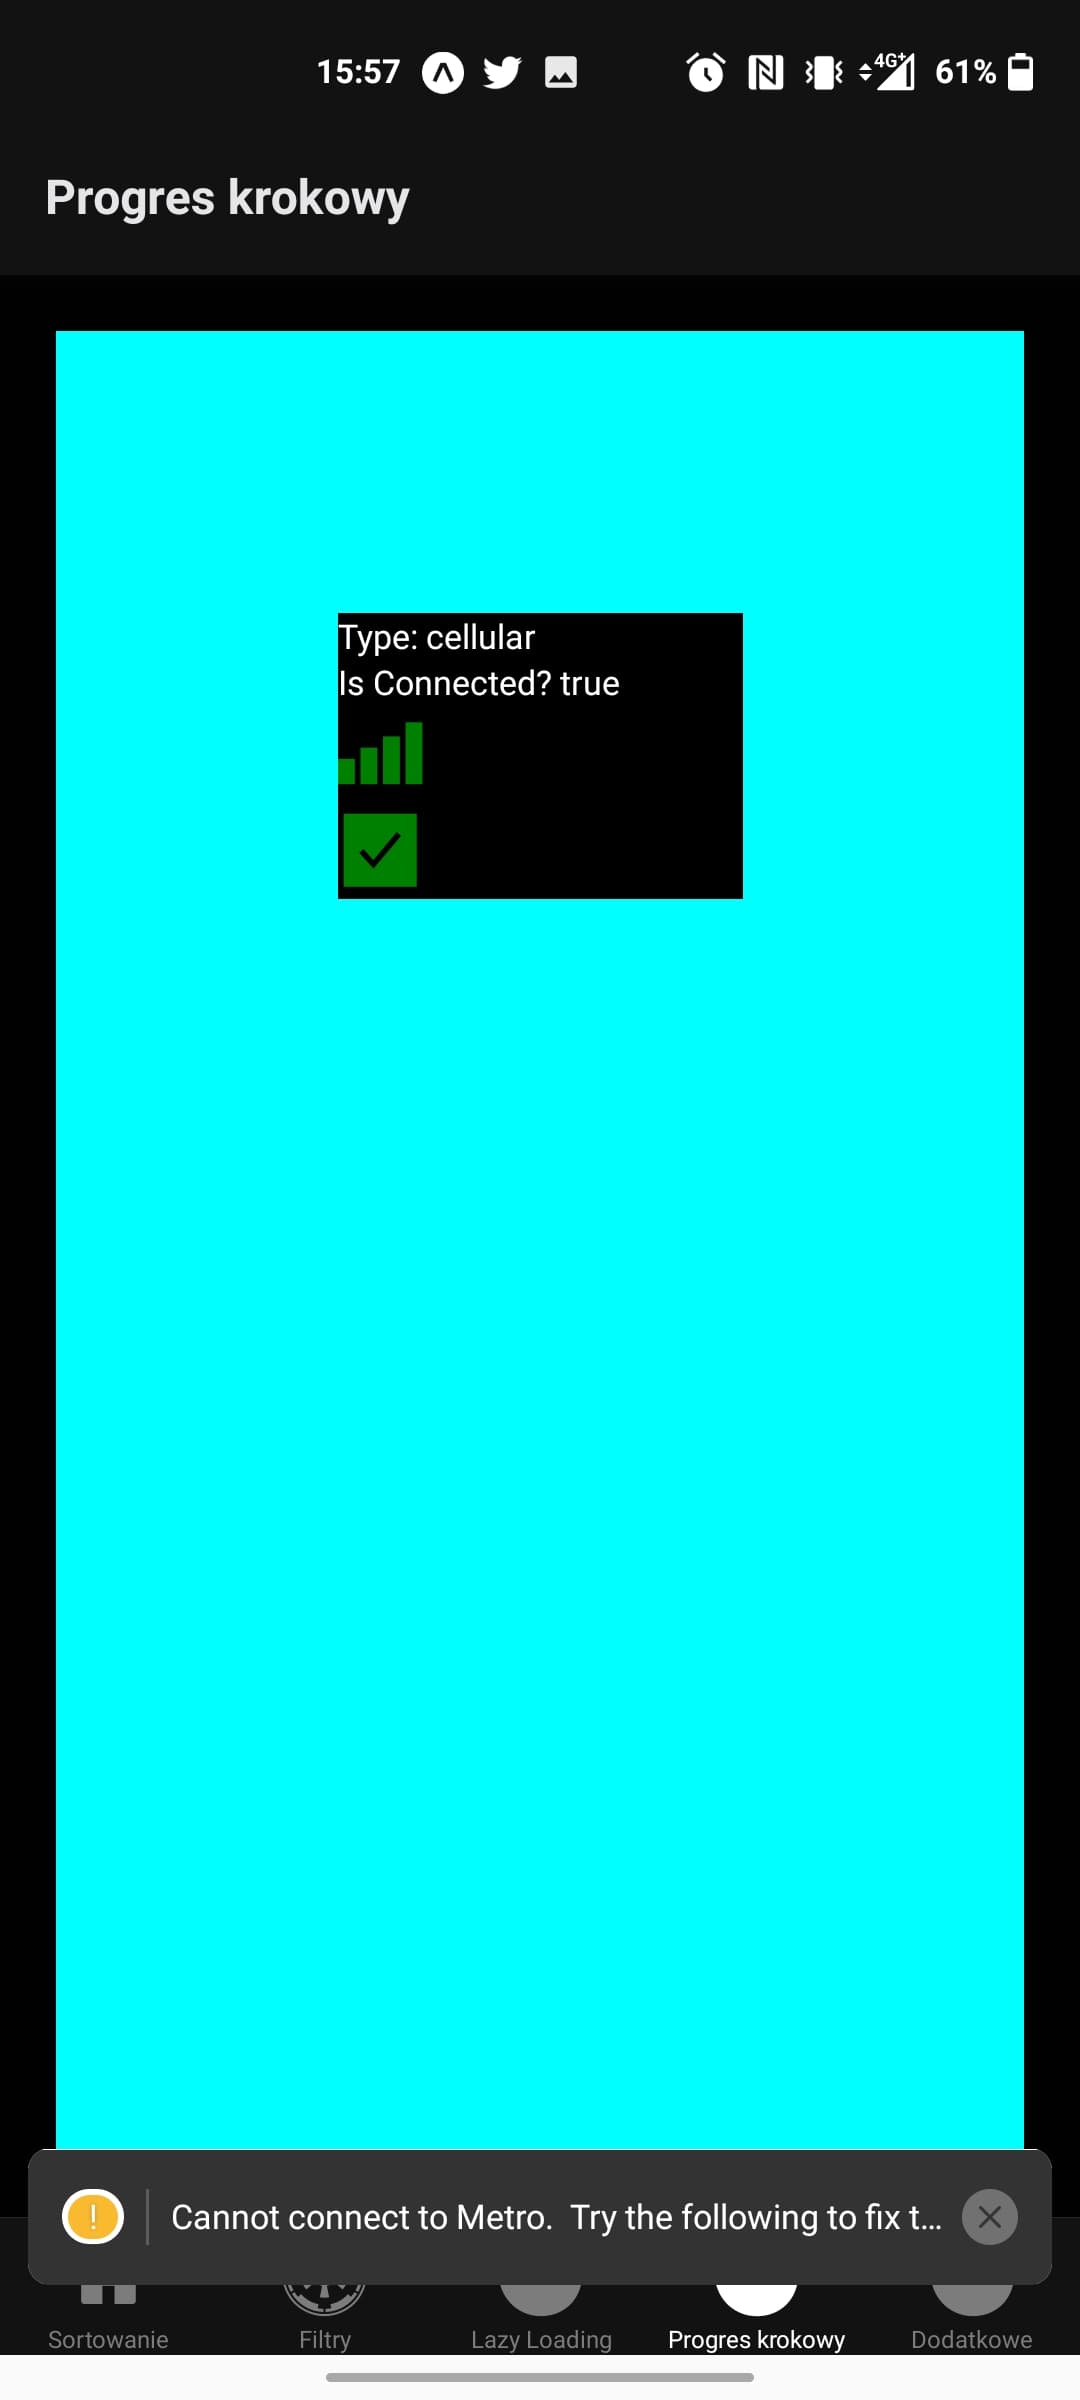 15:57 4G+ 61%
Progres krokowy
Type: cellular
Is Connected? true
! Cannot connect to Metro.  Try the following to fix t...
Sortowanie Filtry Lazy Loading Progres krokowy Dodatkowe